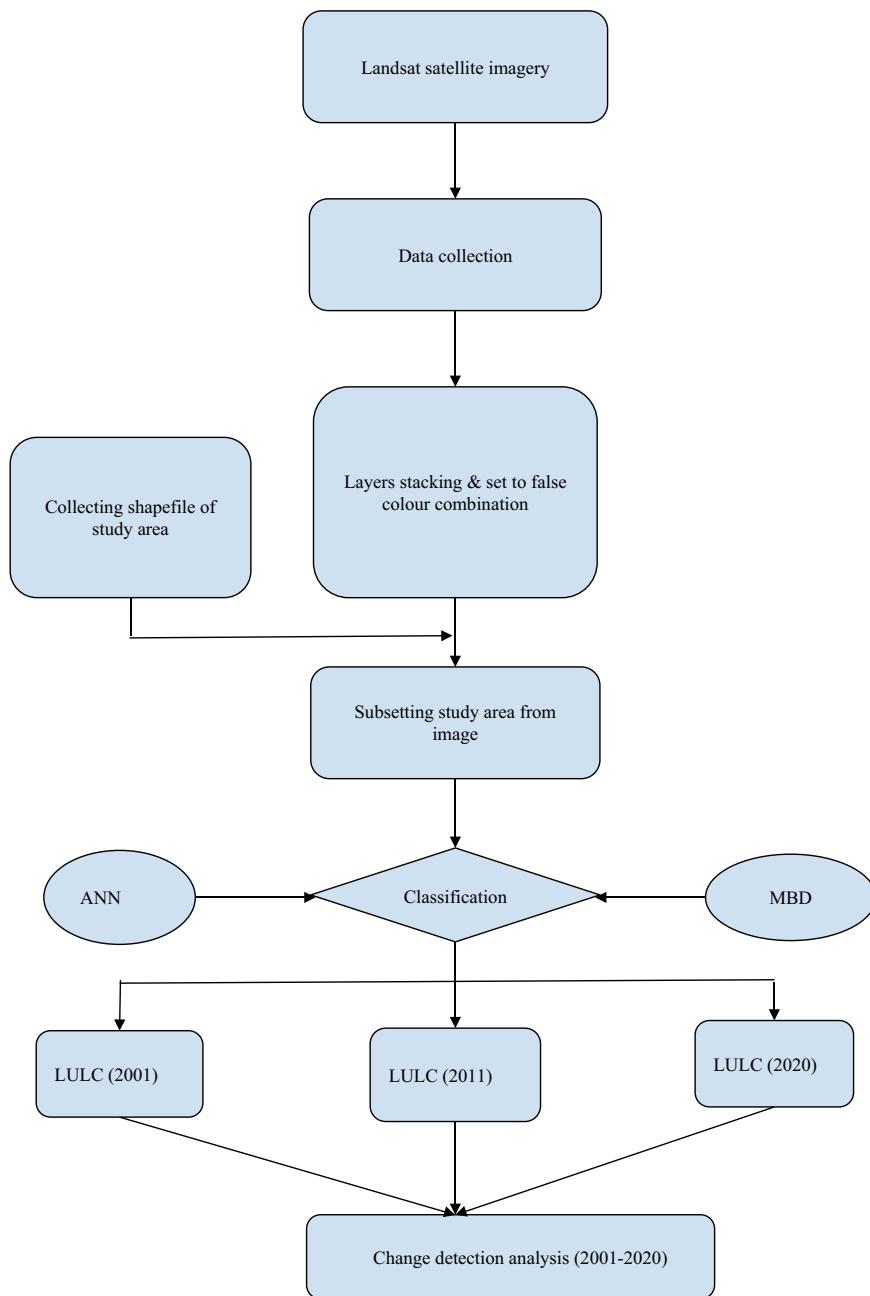 Landsat satellite imagery
Data collection
Layers stacking & set to false
colour combination
Collecting shapefile of
study area
Subsetting study area from
image
ANN
Classification
MBD
LULC (2001)
LULC (2011)
LULC (2020)
Change detection analysis (2001-2020)